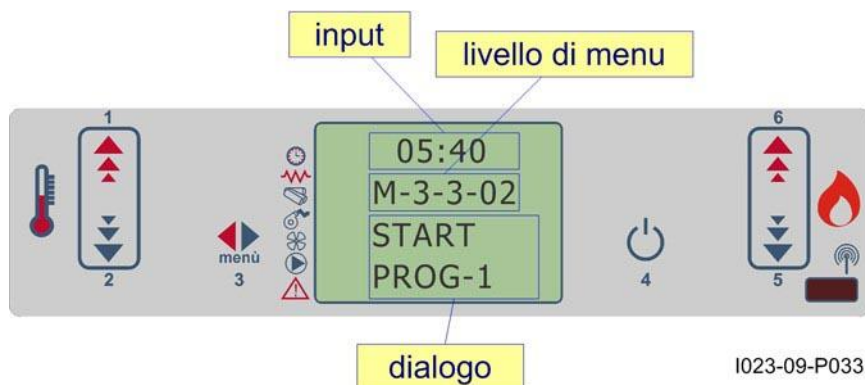 input
livello di menu
1
6
05:40
M-3-3-02
START
PROG-1
menù
2
3
4
5
dialogo
I023-09-P033